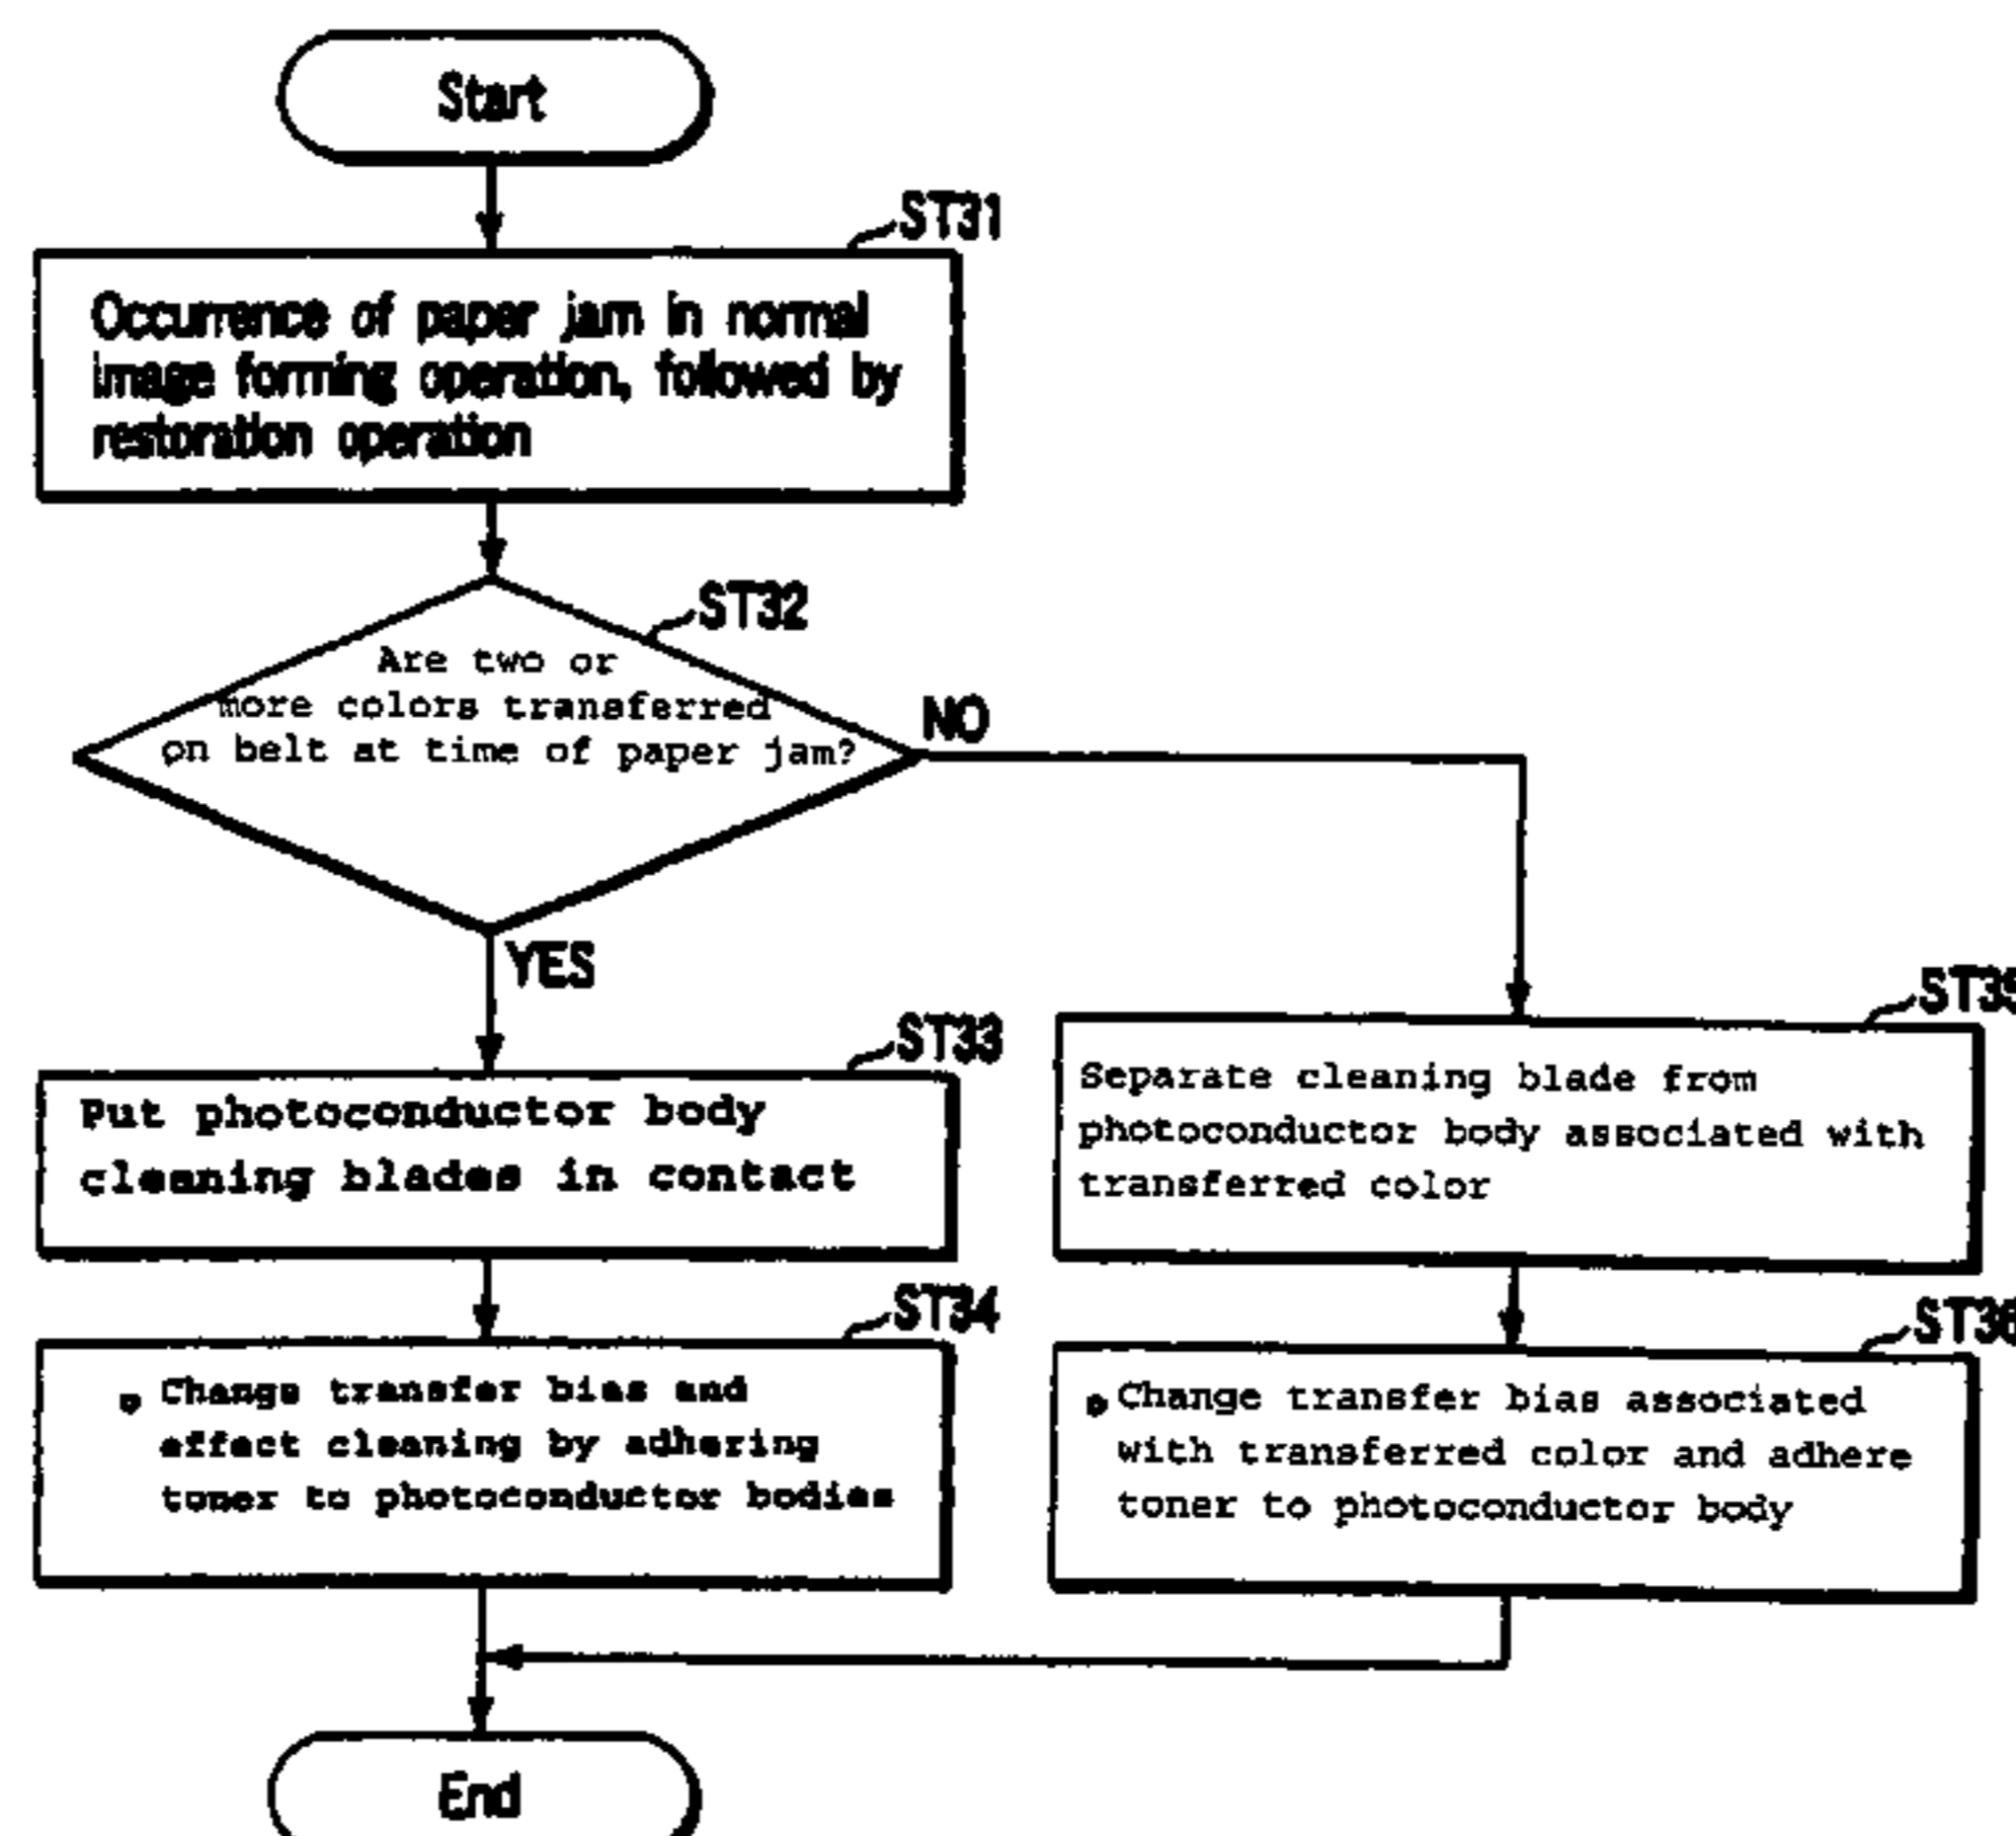 Start
ST31
Occurrence of paper jam in normal
image forming operation, followed by
restoration operation
ST32
Are two or
more colors transferred
on belt at time of paper jam?
NO
YES
ST33
Put photoconductor body
cleaning blades in contact
ST35
Separate cleaning blade from
photoconductor body associated with
transferred color
ST34
• Change transfer bias and
effect cleaning by adhering
toner to photoconductor bodies
ST36
• Change transfer bias associated
with transferred color and adhere
toner to photoconductor body
End